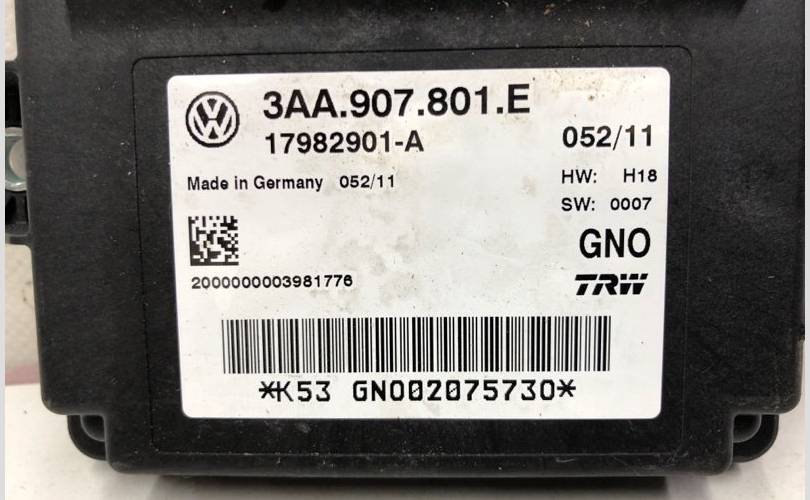 3AA.907.801.E
17982901-A
052/11
Made in Germany 052/11
HW: H18
SW: 0007
GNO
2000000003981776
TRW
*K53 GNO02075730*